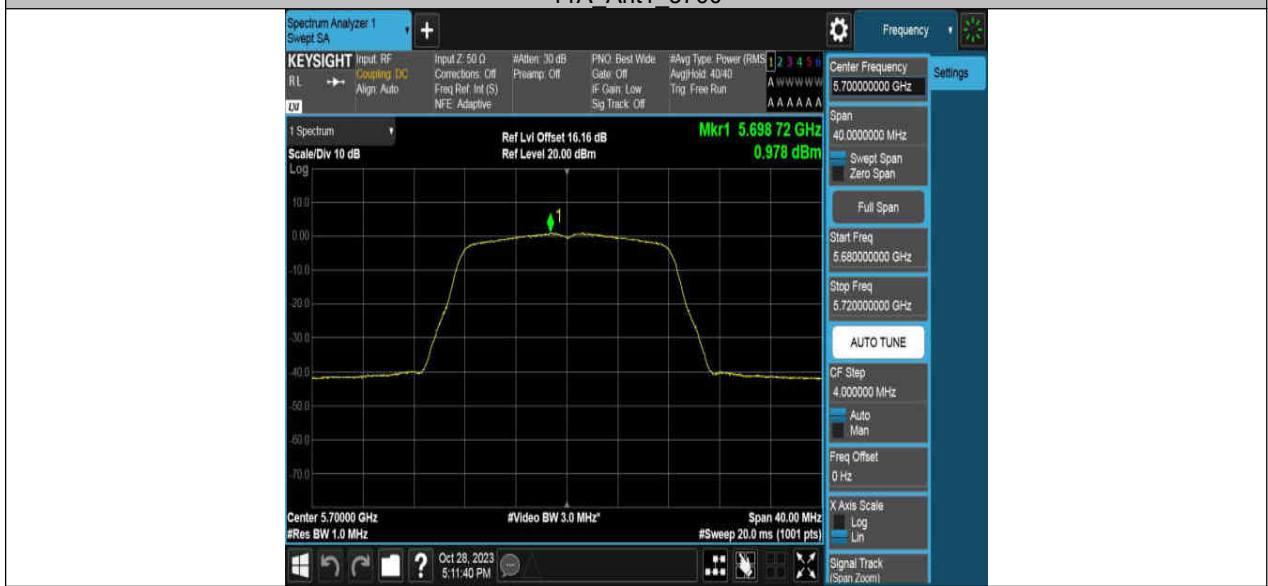 Spectrum Analyzer 1
Swept SA
+
Frequency
KEYSIGHT
RL
LXI
Input: RF
Coupling: DC
Align: Auto
Input Z: 50 Ω
Corrections: Off
Freq Ref: Int (S)
NFE: Adaptive
#Atten: 30 dB
Preamp: Off
PNO: Best Wide
Gate: Off
IF Gain: Low
Sig Track: Off
#Avg Type: Power (RMS
Avg|Hold: 40/40
Trig: Free Run
1 2 3 4 5 6
A W W W W W
A A A A A A
Center Frequency
5.700000000 GHz
Settings
Span
40.0000000 MHz
Swept Span
Zero Span
Full Span
Start Freq
5.680000000 GHz
Stop Freq
5.720000000 GHz
AUTO TUNE
CF Step
4.000000 MHz
Auto
Man
Freq Offset
0 Hz
X Axis Scale
Log
Lin
Signal Track
(Span Zoom)
1 Spectrum
Scale/Div 10 dB
Log
Ref Lvl Offset 16.16 dB
Ref Level 20.00 dBm
Mkr1 5.698 72 GHz
0.978 dBm
1
10.0
0.00
-10.0
-20.0
-30.0
-40.0
-50.0
-60.0
-70.0
Center 5.70000 GHz
#Res BW 1.0 MHz
#Video BW 3.0 MHz*
Span 40.00 MHz
#Sweep 20.0 ms (1001 pts)
?
Oct 28, 2023
5:11:40 PM